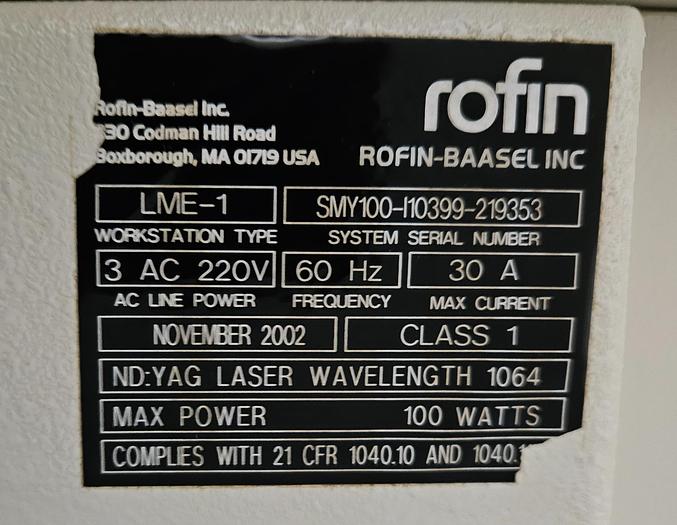 rofin
Rofin-Baasel Inc.
330 Codman Hill Road
Boxborough, MA 01719 USA
ROFIN-BAASEL INC
LME-1 SMY100-I10399-219353
WORKSTATION TYPE SYSTEM SERIAL NUMBER
3 AC 220V 60 Hz 30 A
AC LINE POWER FREQUENCY MAX CURRENT
NOVEMBER 2002 CLASS 1
ND:YAG LASER WAVELENGTH 1064
MAX POWER 100 WATTS
COMPLIES WITH 21 CFR 1040.10 AND